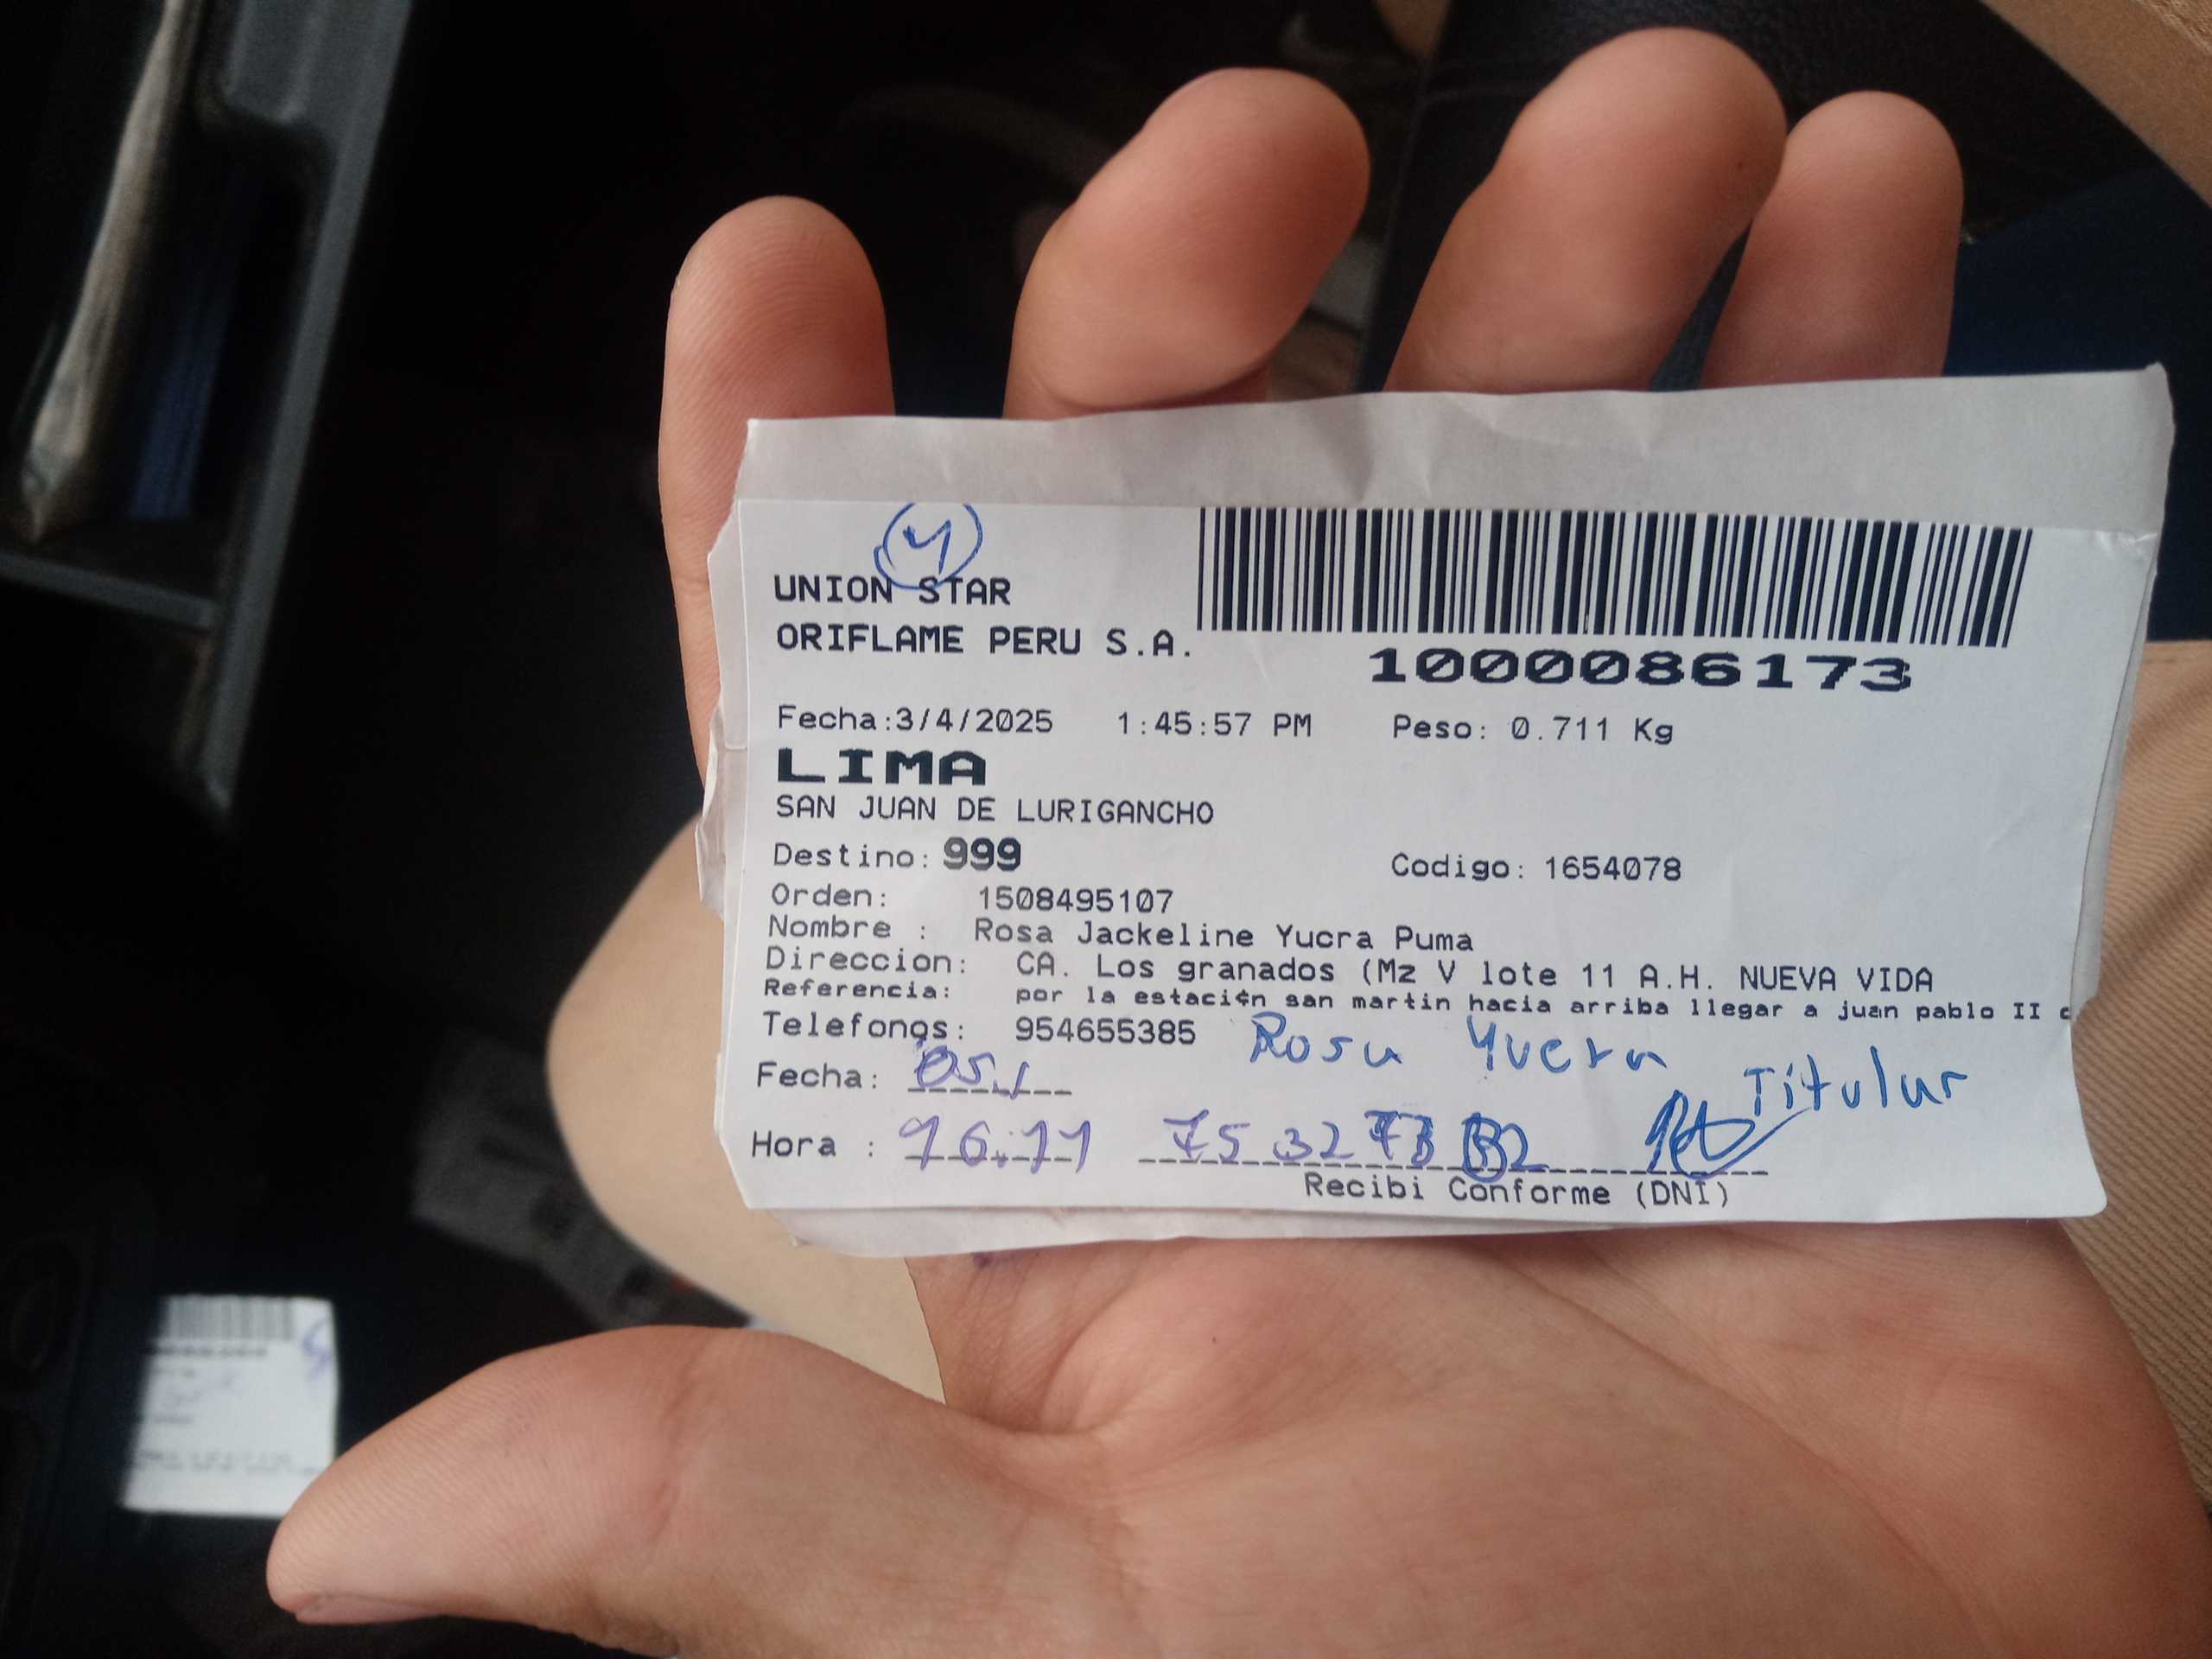 UNION STAR
ORIFLAME PERU S.A.
1000086173
Fecha:3/4/2025 1:45:57 PM Peso: 0.711 Kg
LIMA
SAN JUAN DE LURIGANCHO
Destino: 999 Codigo: 1654078
Orden: 1508495107
Nombre : Rosa Jackeline Yucra Puma
Direccion: CA. Los granados (Mz V lote 11 A.H. NUEVA VIDA
Referencia: por la estaci¢n san martin hacia arriba llegar a juan pablo II
Telefonos: 954655385 Rosa Yucra
Fecha: 05 / Titular
Hora : 16:11
Recibi Conforme (DNI)